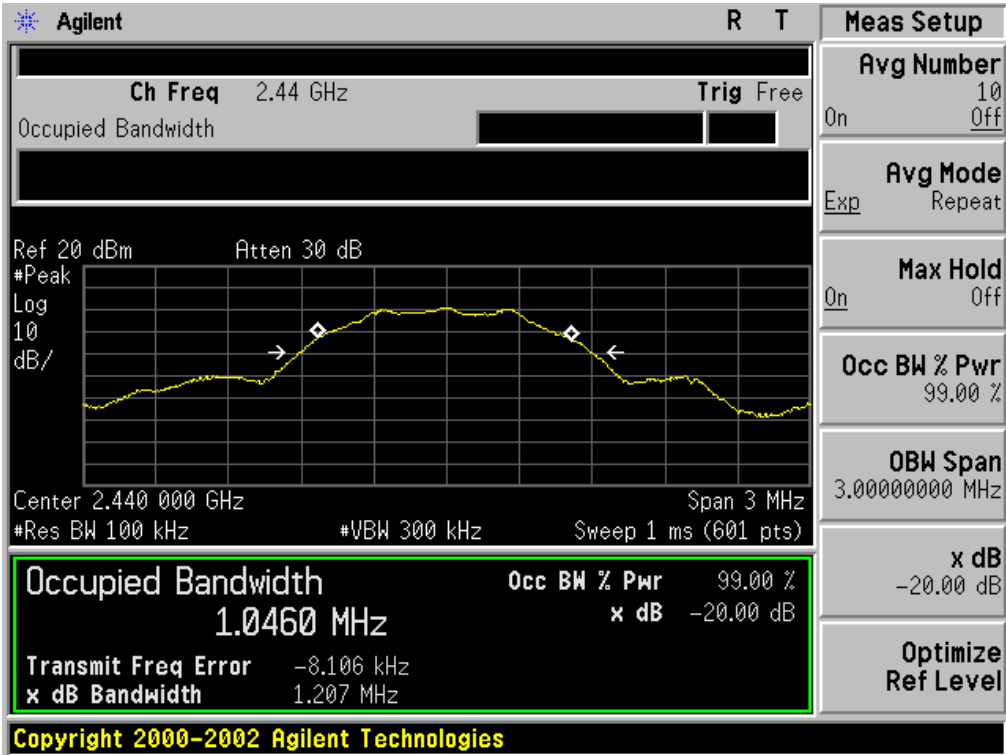 Agilent R T
Ch Freq 2.44 GHz Trig Free
Occupied Bandwidth
Ref 20 dBm Atten 30 dB
#Peak
Log
10
dB/
Center 2.440 000 GHz Span 3 MHz
#Res BW 100 kHz #VBW 300 kHz Sweep 1 ms (601 pts)
Occupied Bandwidth Occ BW % Pwr 99.00 %
1.0460 MHz x dB -20.00 dB
Transmit Freq Error -8.106 kHz
x dB Bandwidth 1.207 MHz
Copyright 2000-2002 Agilent Technologies
Meas Setup
Avg Number
10
On Off
Avg Mode
Exp Repeat
Max Hold
On Off
Occ BW % Pwr
99.00 %
OBW Span
3.00000000 MHz
x dB
-20.00 dB
Optimize
Ref Level